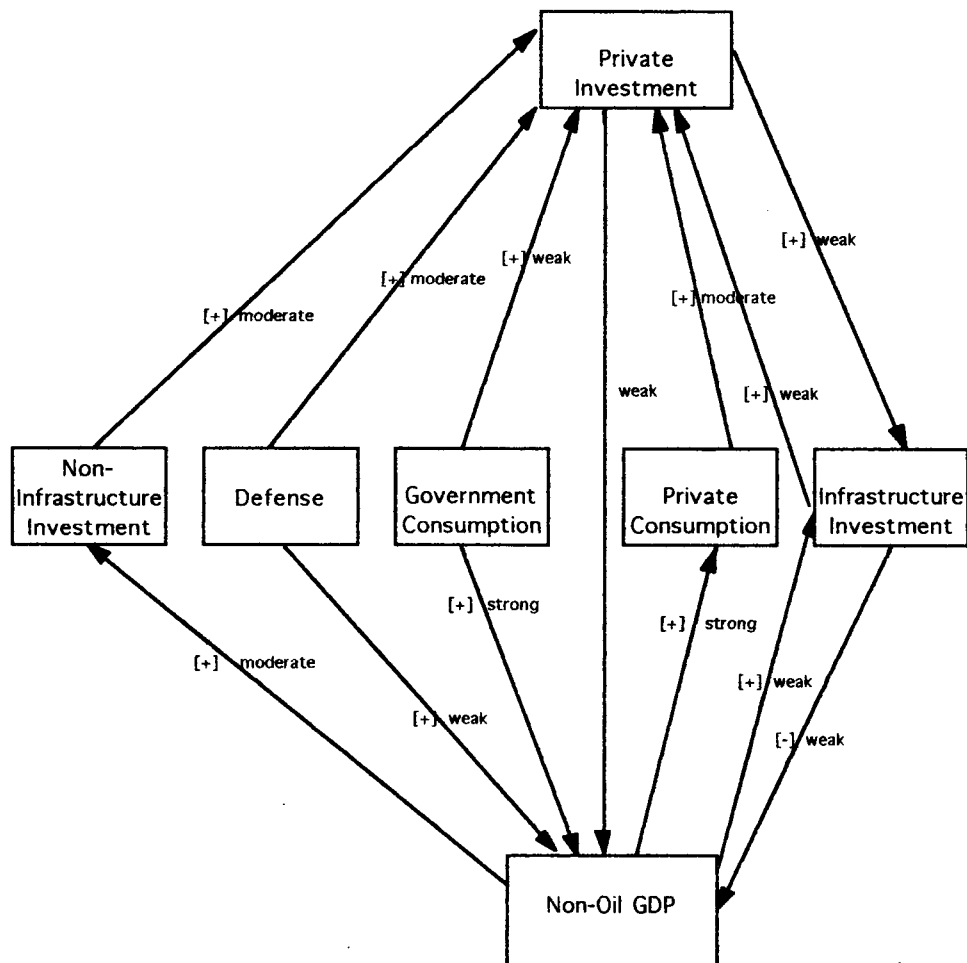 Private
Investment
[+] weak
[+] weak
[+] moderate
[+] moderate
[+] moderate
weak
[+] weak
Non-
Infrastructure
Investment
Defense
Government
Consumption
Private
Consumption
Infrastructure
Investment
[+] strong
[+] strong
[+] moderate
[+] weak
[+] weak
[-] weak
Non-Oil GDP